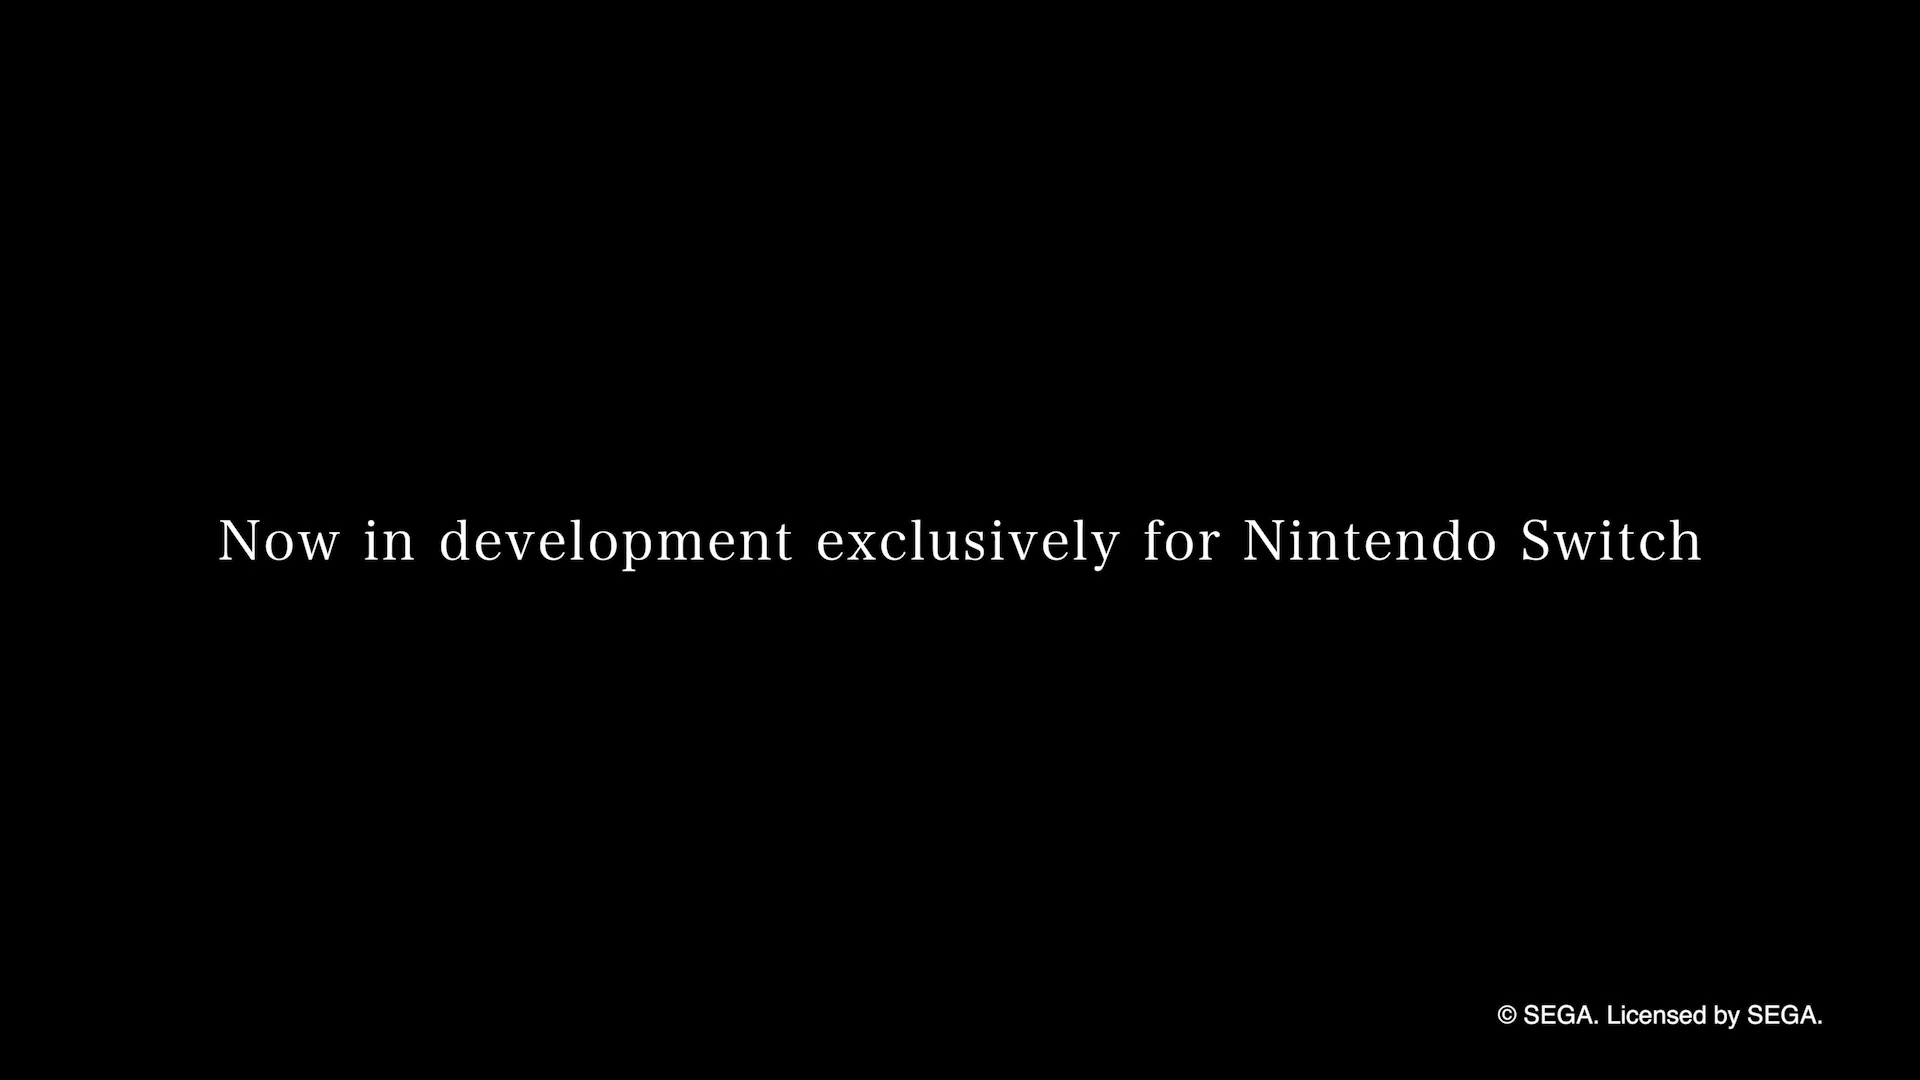 Now in development exclusively for Nintendo Switch
© SEGA. Licensed by SEGA.